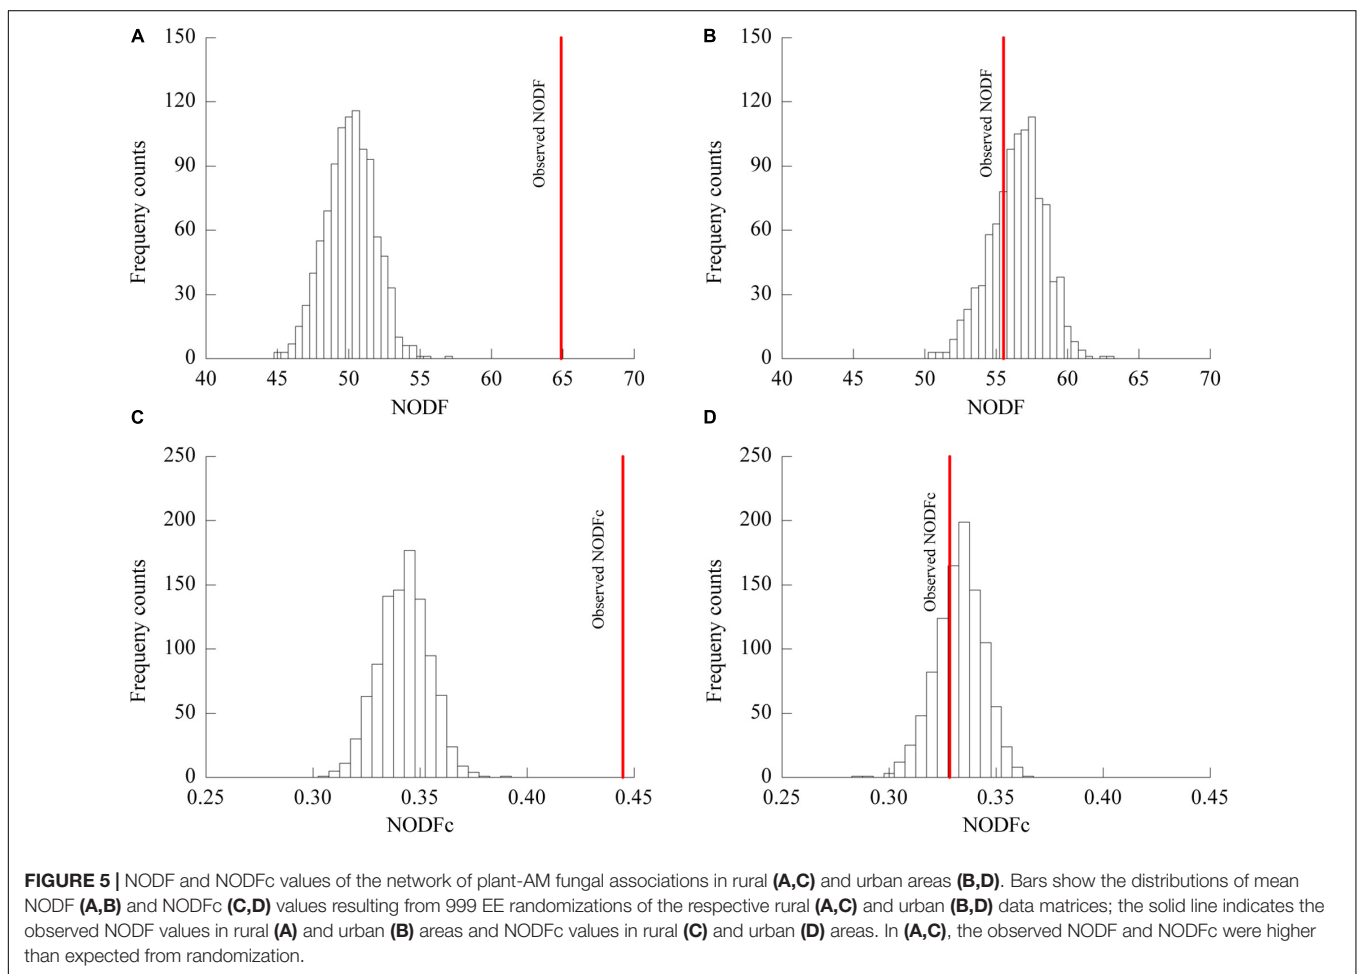 A
150
120
90
60
30
0
Frequeny counts
Observed NODF
40 45 50 55 60 65 70
NODF
B
150
120
90
60
30
0
Frequeny counts
Observed NODF
40 45 50 55 60 65 70
NODF
C
250
200
150
100
50
0
Frequeny counts
Observed NODFc
0.25 0.30 0.35 0.40 0.45
NODFc
D
250
200
150
100
50
0
Frequeny counts
Observed NODFc
0.25 0.30 0.35 0.40 0.45
NODFc
FIGURE 5 | NODF and NODFc values of the network of plant-AM fungal associations in rural (A,C) and urban areas (B,D). Bars show the distributions of mean
NODF (A,B) and NODFc (C,D) values resulting from 999 EE randomizations of the respective rural (A,C) and urban (B,D) data matrices; the solid line indicates the
observed NODF values in rural (A) and urban (B) areas and NODFc values in rural (C) and urban (D) areas. In (A,C), the observed NODF and NODFc were higher
than expected from randomization.